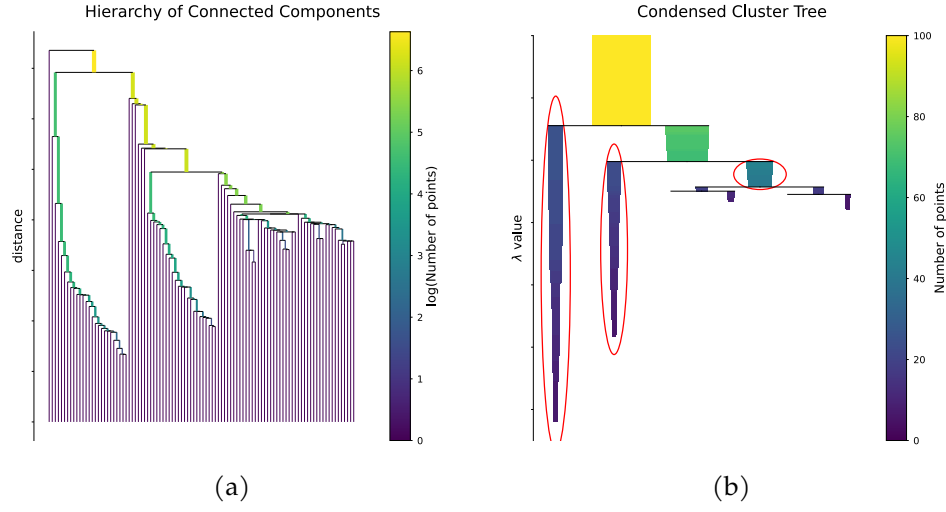 Hierarchy of Connected Components
distance
6
5
4
3
2
1
0
log(Number of points)
(a)
Condensed Cluster Tree
λ value
100
80
60
40
20
0
Number of points
(b)